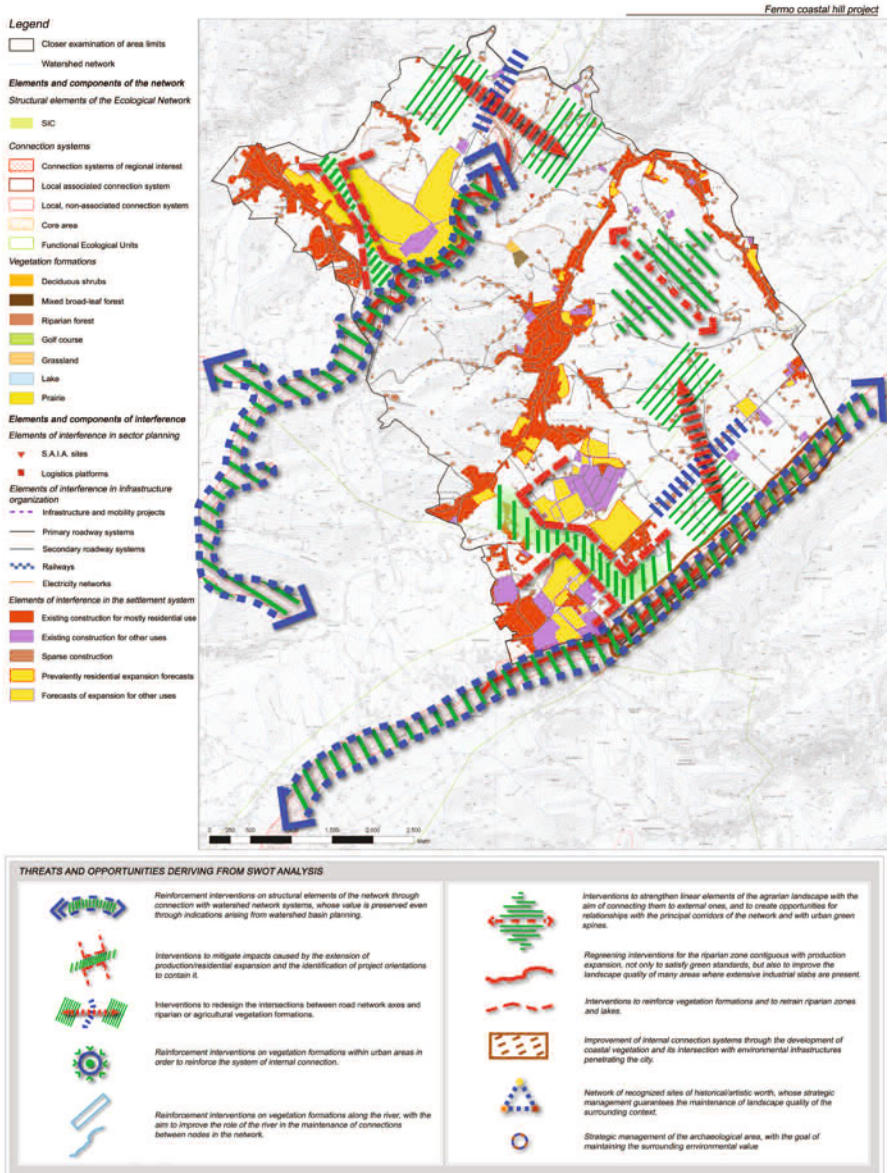 Fermo coastal hill project
Legend
Closer examination of area limits
Watershed network
Elements and components of the network
Structural elements of the Ecological Network
SIC
Connection systems
Connection systems of regional interest
Local associated connection system
Local, non-associated connection system
Core area
Functional Ecological Units
Vegetation formations
Deciduous shrubs
Mixed broad-leaf forest
Riparian forest
Golf course
Grassland
Lake
Prairie
Elements and components of interference
Elements of interference in sector planning
S.A.I.A. sites
Logistics platforms
Elements of interference in infrastructure
organization
Infrastructure and mobility projects
Primary roadway systems
Secondary roadway systems
Railways
Electricity networks
Elements of interference in the settlement system
Existing construction for mostly residential use
Existing construction for other uses
Sparse construction
Prevalently residential expansion forecasts
Forecasts of expansion for other uses
0 250 500 1.000 1.500 2.000 2.500
THREATS AND OPPORTUNITIES DERIVING FROM SWOT ANALYSIS
Reinforcement interventions on structural elements of the network through
connection with watershed network systems, whose value is preserved even
through indications arising from watershed basin planning.
Interventions to mitigate impacts caused by the extension of
production/residential expansion and the identification of project orientations
to contain it.
Interventions to redesign the intersections between road network axes and
riparian or agricultural vegetation formations.
Reinforcement interventions on vegetation formations within urban areas in
order to reinforce the system of internal connection.
Reinforcement interventions on vegetation formations along the river, with the
aim to improve the role of the river in the maintenance of connections
between nodes in the network.
Interventions to strengthen linear elements of the agrarian landscape with the
aim of connecting them to external ones, and to create opportunities for
relationships with the principal corridors of the network and with urban green
spines.
Regreening interventions for the riparian zone contiguous with production
expansion, not only to satisfy green standards, but also to improve the
landscape quality of many areas where extensive industrial slabs are present.
Interventions to reinforce vegetation formations and to retrain riparian zones
and lakes.
Improvement of internal connection systems through the development of
coastal vegetation and its intersection with environmental infrastructures
penetrating the city.
Network of recognized sites of historical/artistic worth, whose strategic
management guarantees the maintenance of landscape quality of the
surrounding context.
Strategic management of the archaeological area, with the goal of
maintaining the surrounding environmental value